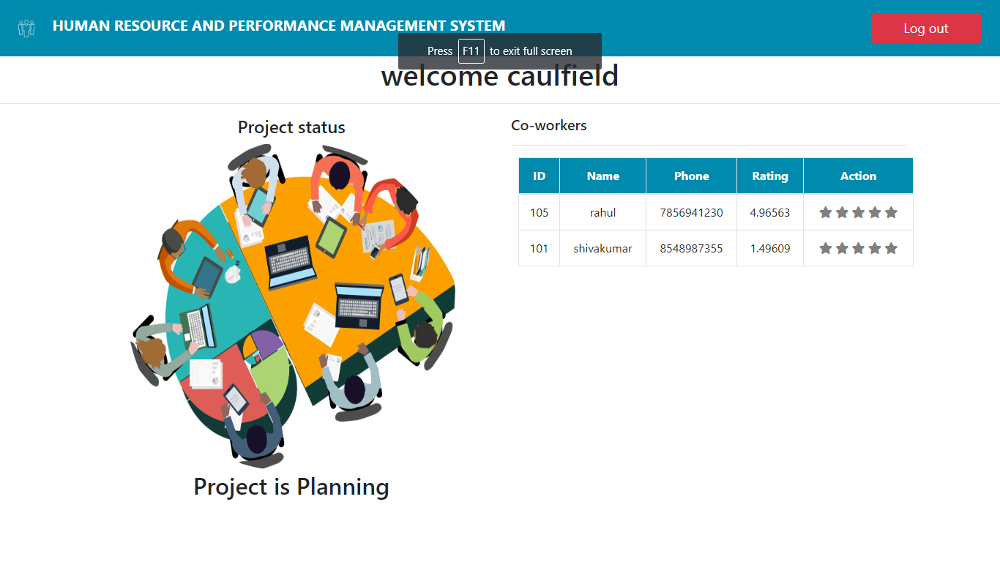 HUMAN RESOURCE AND PERFORMANCE MANAGEMENT SYSTEM
Log out
Press F11 to exit full screen
welcome caulfield
Project status
Project is Planning
Co-workers
ID Name Phone Rating Action
105 rahul 7856941230 4.96563
101 shivakumar 8548987355 1.49609